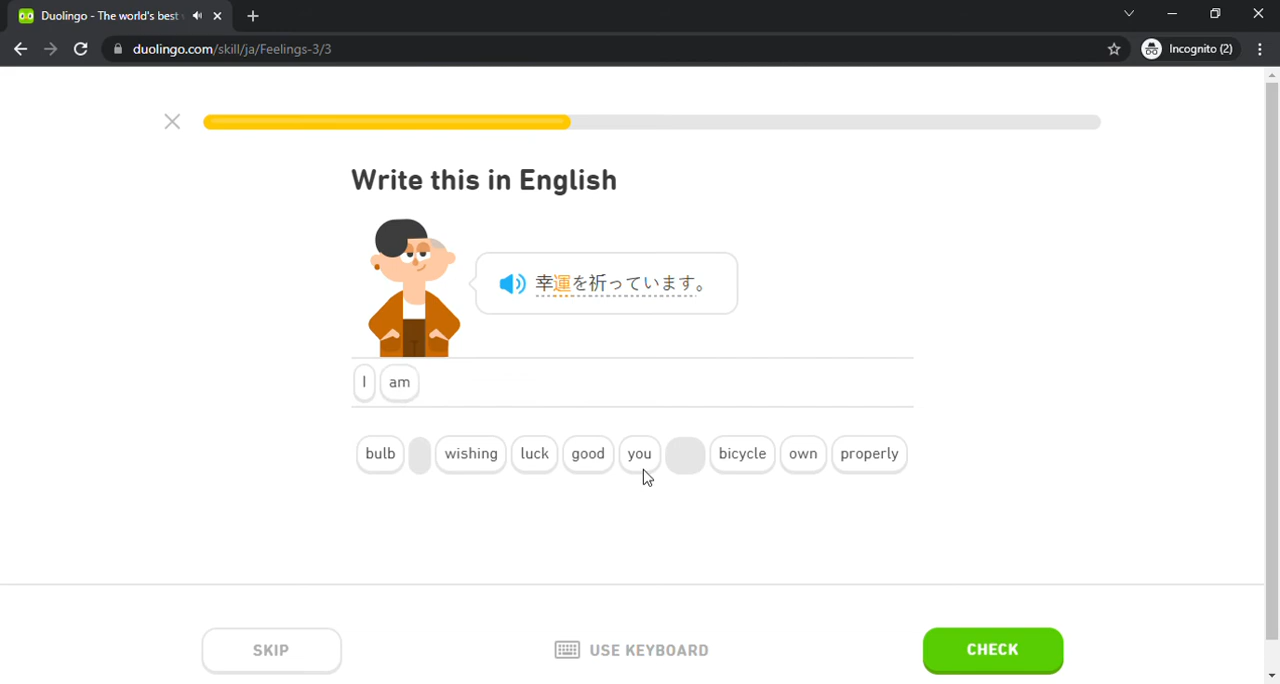 Duolingo - The world's best
duolingo.com/skill/ja/Feelings-3/3
Incognito (2)
Write this in English
幸運を祈っています。
I am
bulb wishing luck good you bicycle own properly
SKIP
USE KEYBOARD
CHECK